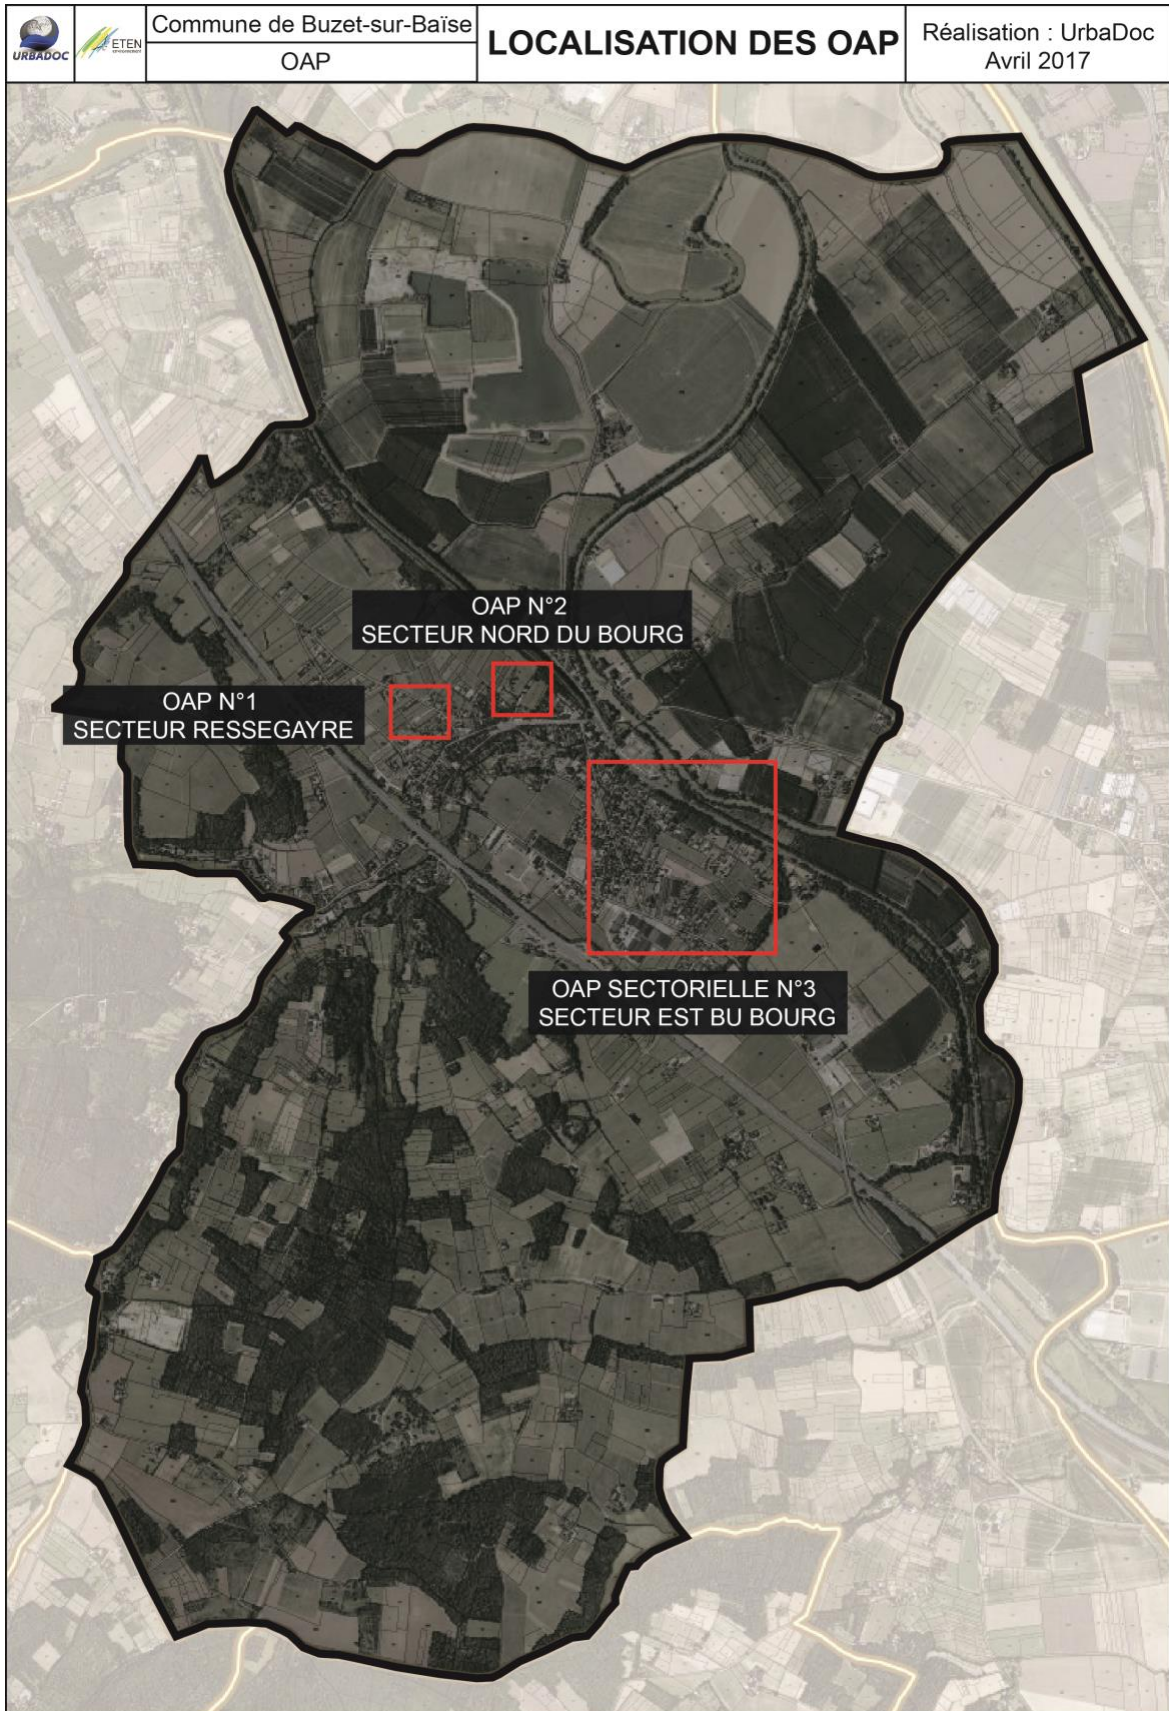 URBADOC
ETEN
Commune de Buzet-sur-Baïse
OAP
LOCALISATION DES OAP
Réalisation : UrbaDoc
Avril 2017
OAP N°2
SECTEUR NORD DU BOURG
OAP N°1
SECTEUR RESSEGAYRE
OAP SECTORIELLE N°3
SECTEUR EST BU BOURG